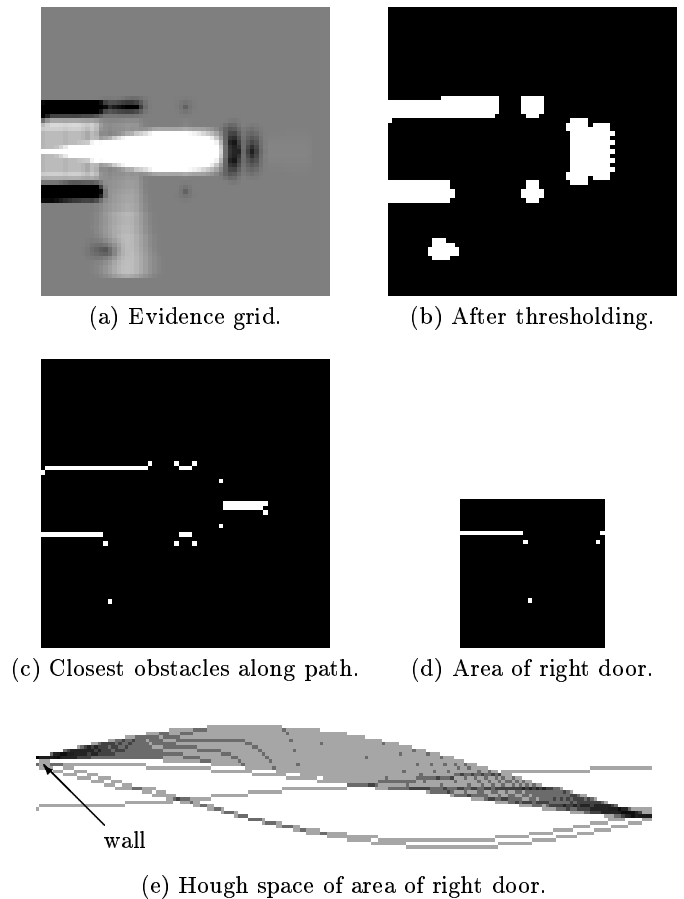 (a) Evidence grid.
(b) After thresholding.
(c) Closest obstacles along path.
(d) Area of right door.
wall
(e) Hough space of area of right door.